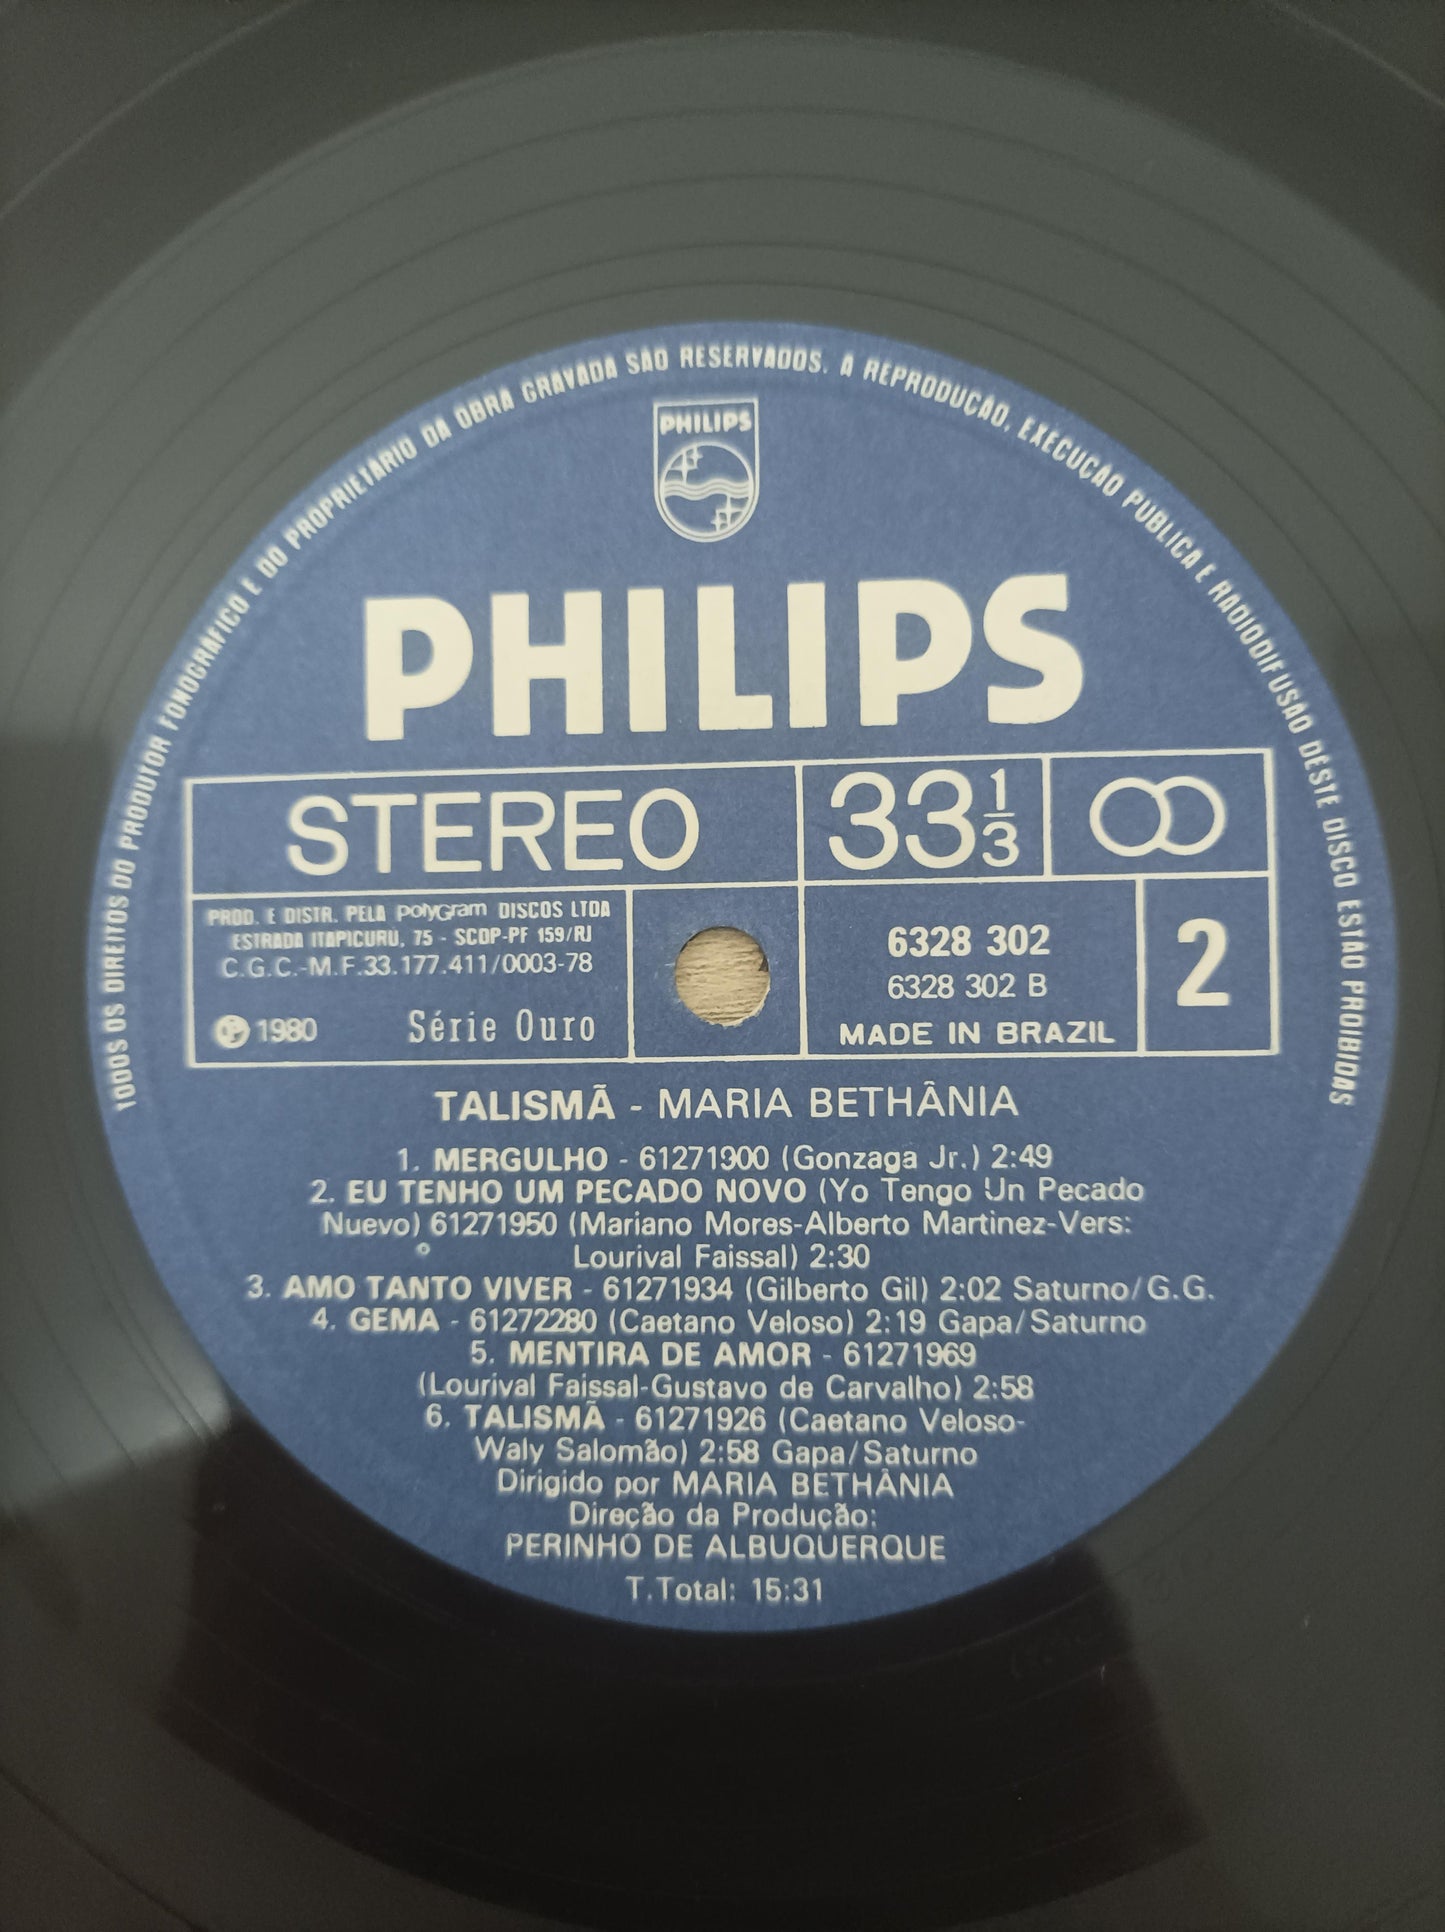 TODOS OS DIREITOS DO PRODUTOR FONOGRÁFICO E DO PROPRIETÁRIO DA OBRA GRAVADA SÃO RESERVADOS. A REPRODUÇÃO, EXECUÇÃO PÚBLICA E RADIODIFUSÃO DESTE DISCO ESTÃO PROIBIDAS
PHILIPS
PHILIPS
STEREO
33 1/3
PROD. E DISTR. PELA polyGram DISCOS LTDA
ESTRADA ITAPICURU, 75 - SCDP-PF 159/RJ
C.G.C.-M.F.33.177.411/0003-78
℗ 1980 Série Ouro
6328 302
6328 302 B
MADE IN BRAZIL
2
TALISMÃ - MARIA BETHÂNIA
1. MERGULHO - 61271900 (Gonzaga Jr.) 2:49
2. EU TENHO UM PECADO NOVO (Yo Tengo Un Pecado
Nuevo) 61271950 (Mariano Mores-Alberto Martinez-Vers:
Lourival Faissal) 2:30
3. AMO TANTO VIVER - 61271934 (Gilberto Gil) 2:02 Saturno/G.G.
4. GEMA - 61272280 (Caetano Veloso) 2:19 Gapa/Saturno
5. MENTIRA DE AMOR - 61271969
(Lourival Faissal-Gustavo de Carvalho) 2:58
6. TALISMÃ - 61271926 (Caetano Veloso-
Waly Salomão) 2:58 Gapa/Saturno
Dirigido por MARIA BETHÂNIA
Direção da Produção:
PERINHO DE ALBUQUERQUE
T.Total: 15:31